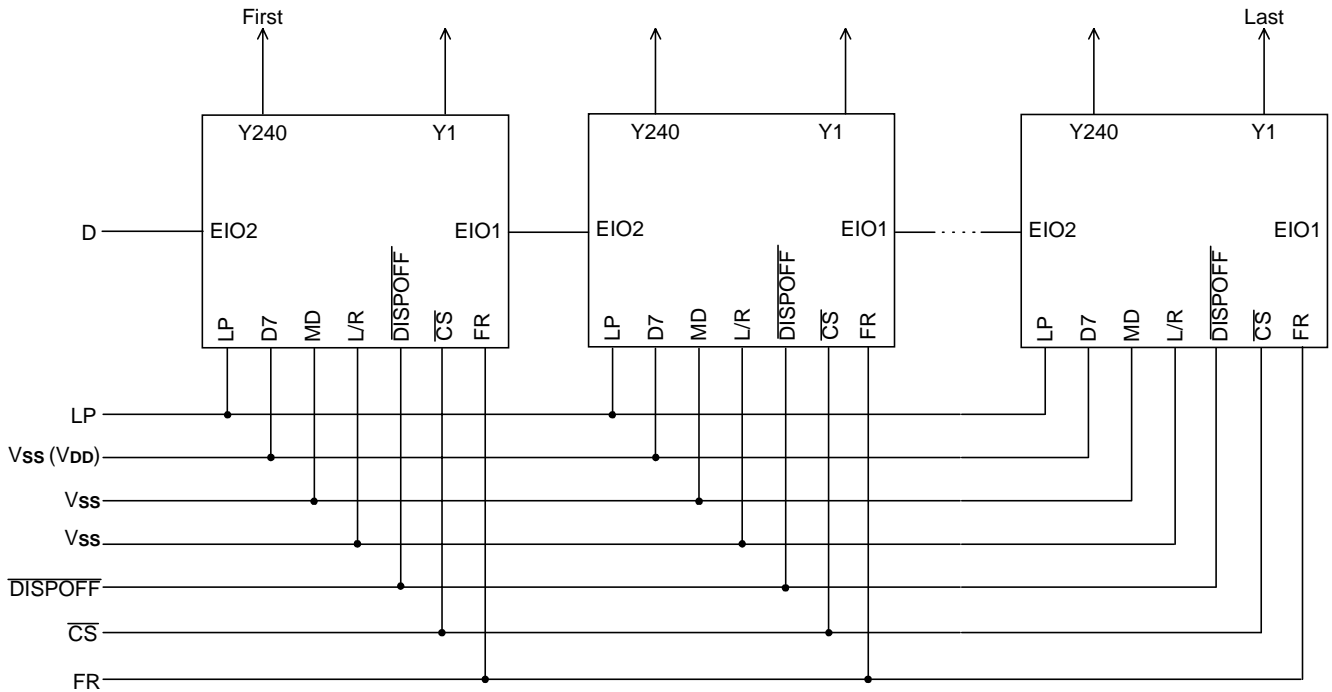 First
Last
Y240
Y1
Y240
Y1
Y240
Y1
D
EIO2
EIO1
EIO2
EIO1
EIO2
EIO1
LP
D7
MD
L/R
DISPOFF
CS
FR
LP
D7
MD
L/R
DISPOFF
CS
FR
LP
D7
MD
L/R
DISPOFF
CS
FR
LP
VSS (VDD)
VSS
VSS
DISPOFF
CS
FR